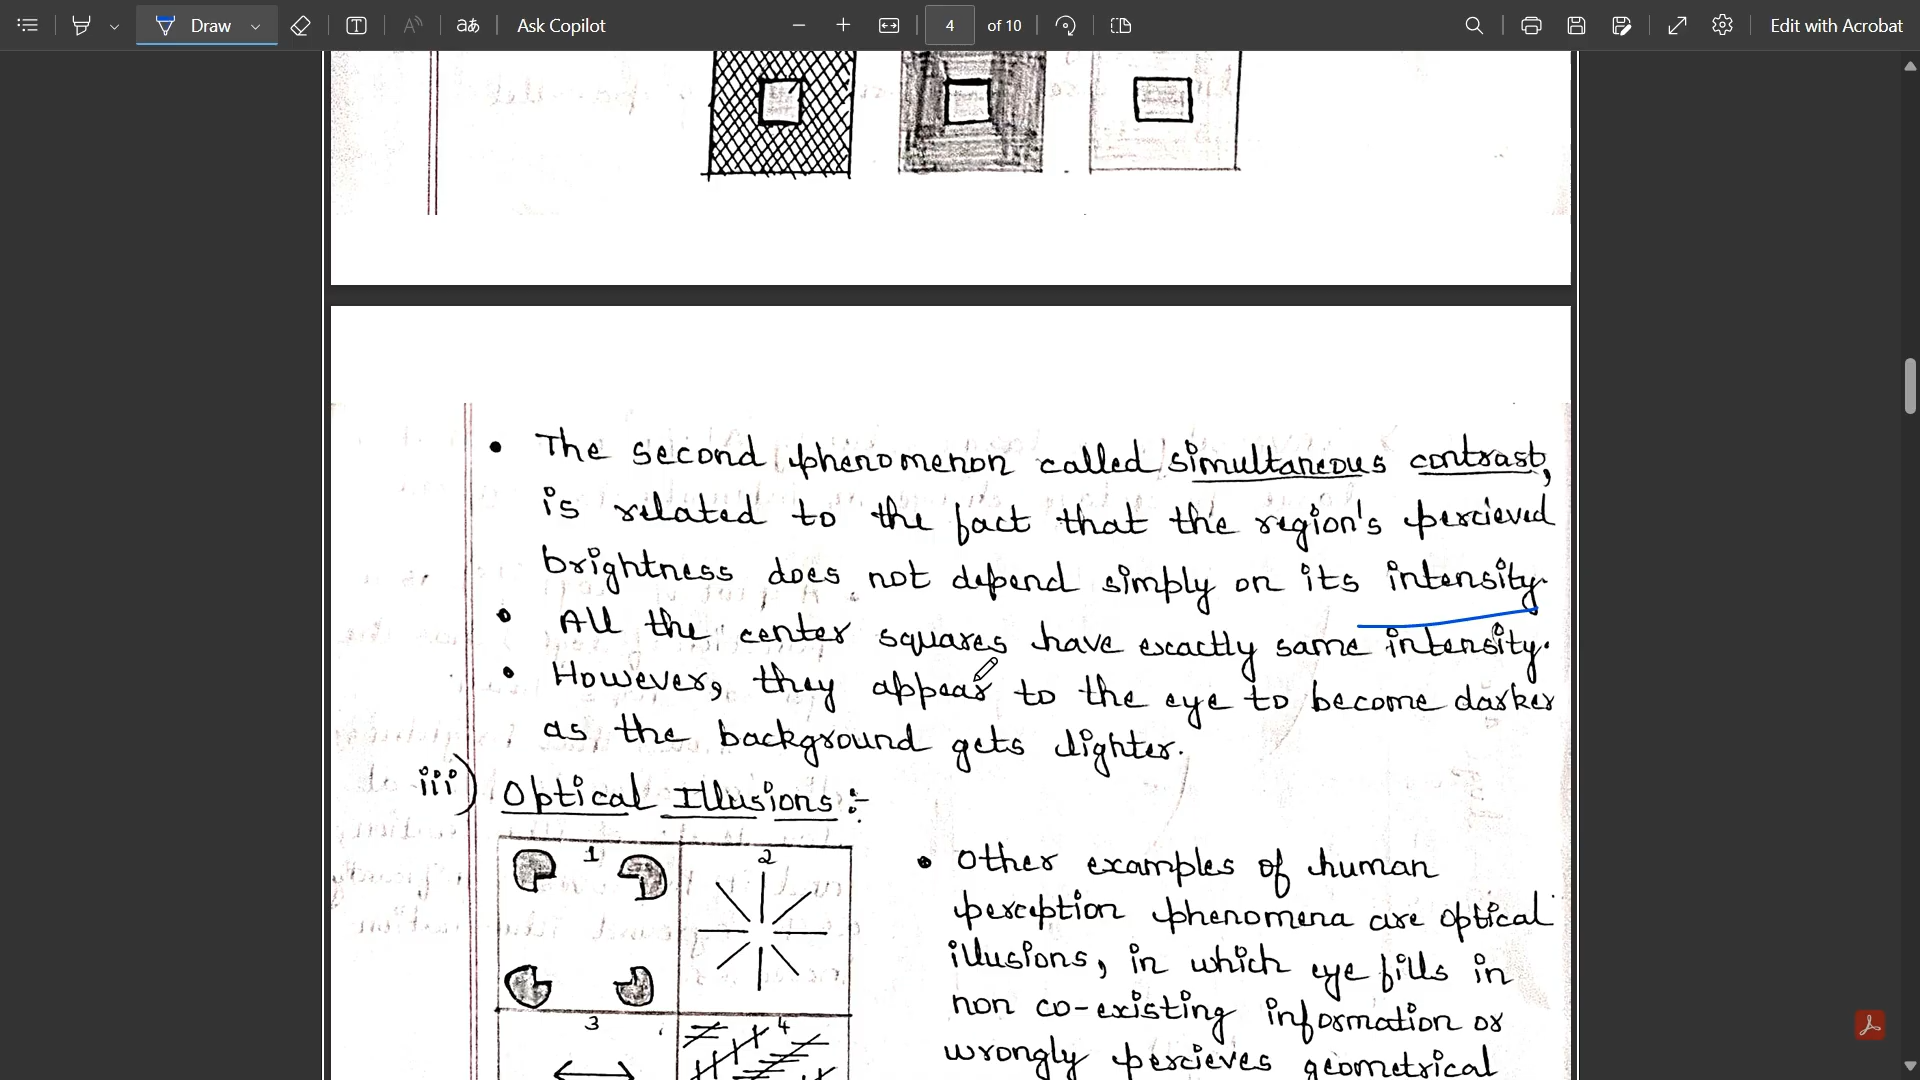 Draw
aあ
Ask Copilot
4
of 10
Edit with Acrobat
• The second phenomenon called simultaneous contrast,
is related to the fact that the region's percieved
brightness does not depend simply on its intensity.
• All the center squares have exactly same intensity.
• However, they appear to the eye to become darker
as the background gets lighter.
iii) Optical Illusions :-
1
2
3
4
• Other examples of human
perception phenomena are optical
illusions, in which eye fills in
non co-existing information or
wrongly percieves geometrical